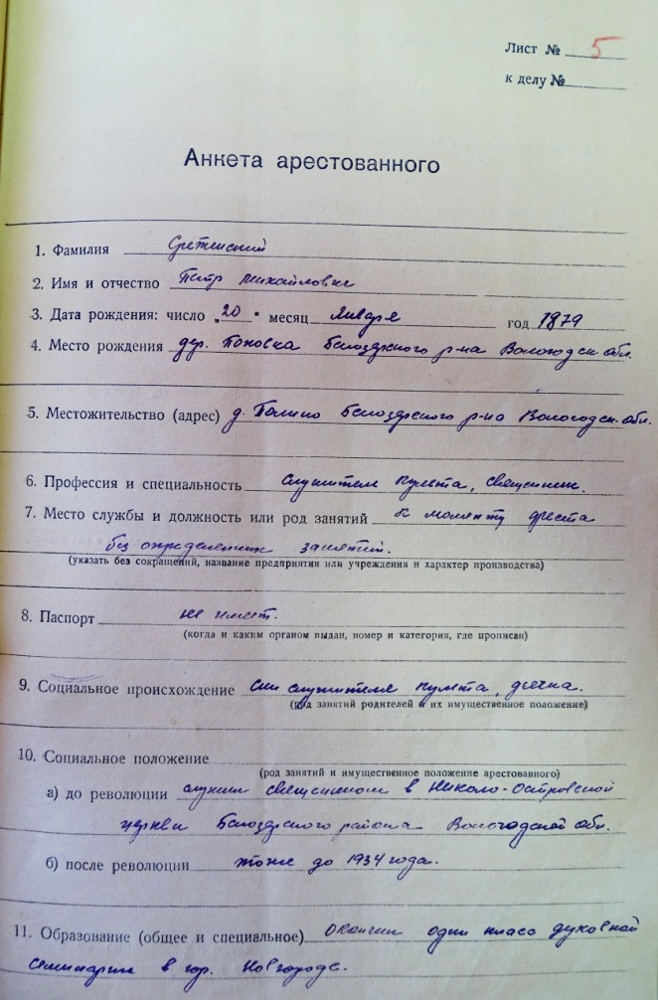 Лист № 5
к делу №
Анкета арестованного
1. Фамилия Сретенский
2. Имя и отчество Петр Михайлович
3. Дата рождения: число „20" месяц Января год 1879
4. Место рождения дер. Поповка Белозерского р-на Вологодск. обл.
5. Местожительство (адрес) д. Палкино Белозерского р-на Вологодск. обл.
6. Профессия и специальность служитель культа, священник.
7. Место службы и должность или род занятий к моменту ареста
без определенных занятий.
(указать без сокращений, название предприятия или учреждения и характер производства)
8. Паспорт не имеет.
(когда и каким органом выдан, номер и категория, где прописан)
9. Социальное происхождение сын служителя культа, дьячка.
(род занятий родителей и их имущественное положение)
10. Социальное положение
(род занятий и имущественное положение арестованного)
а) до революции служил священником в Николо-Островской
церкви Белозерского района Вологодской обл.
б) после революции тоже до 1934 года.
11. Образование (общее и специальное) Окончил один класс духовной
семинарии в гор. Новгороде.